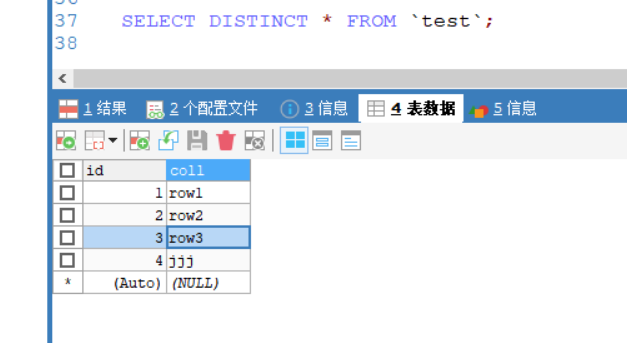 37 SELECT DISTINCT * FROM `test`;
38
1 结果 2 个配置文件 3 信息 4 表数据 5 信息
id col1
1 row1
2 row2
3 row3
4 jjj
* (Auto) (NULL)